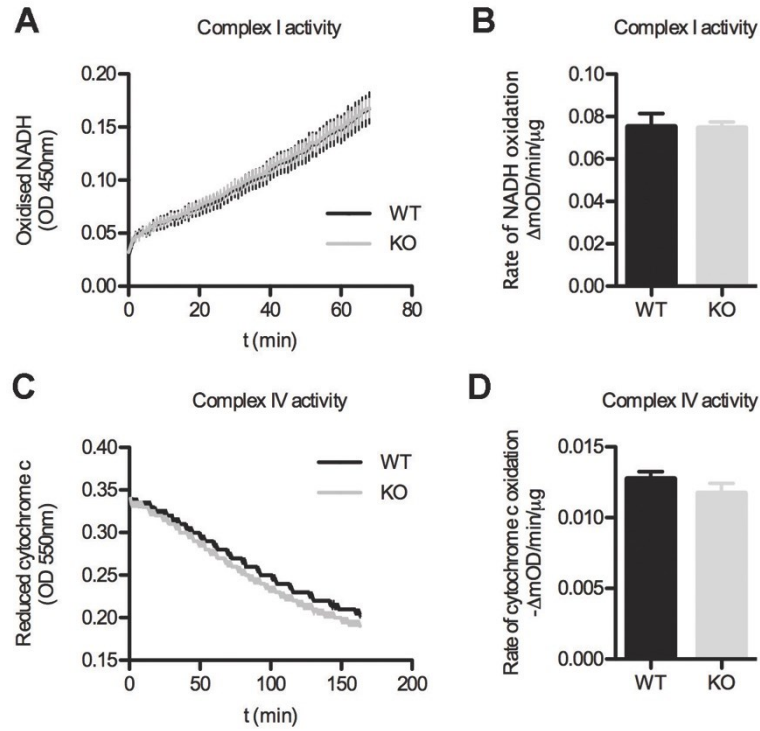 A
Complex I activity
Oxidised NADH
(OD 450nm)
0.20
0.15
0.10
0.05
0.00
0 20 40 60 80
t (min)
WT
KO
B
Complex I activity
Rate of NADH oxidation
ΔmOD/min/μg
0.10
0.08
0.06
0.04
0.02
0.00
WT KO
C
Complex IV activity
Reduced cytochrome c
(OD 550nm)
0.40
0.35
0.30
0.25
0.20
0.15
0 50 100 150 200
t (min)
WT
KO
D
Complex IV activity
Rate of cytochrome c oxidation
-ΔmOD/min/μg
0.015
0.010
0.005
0.000
WT KO